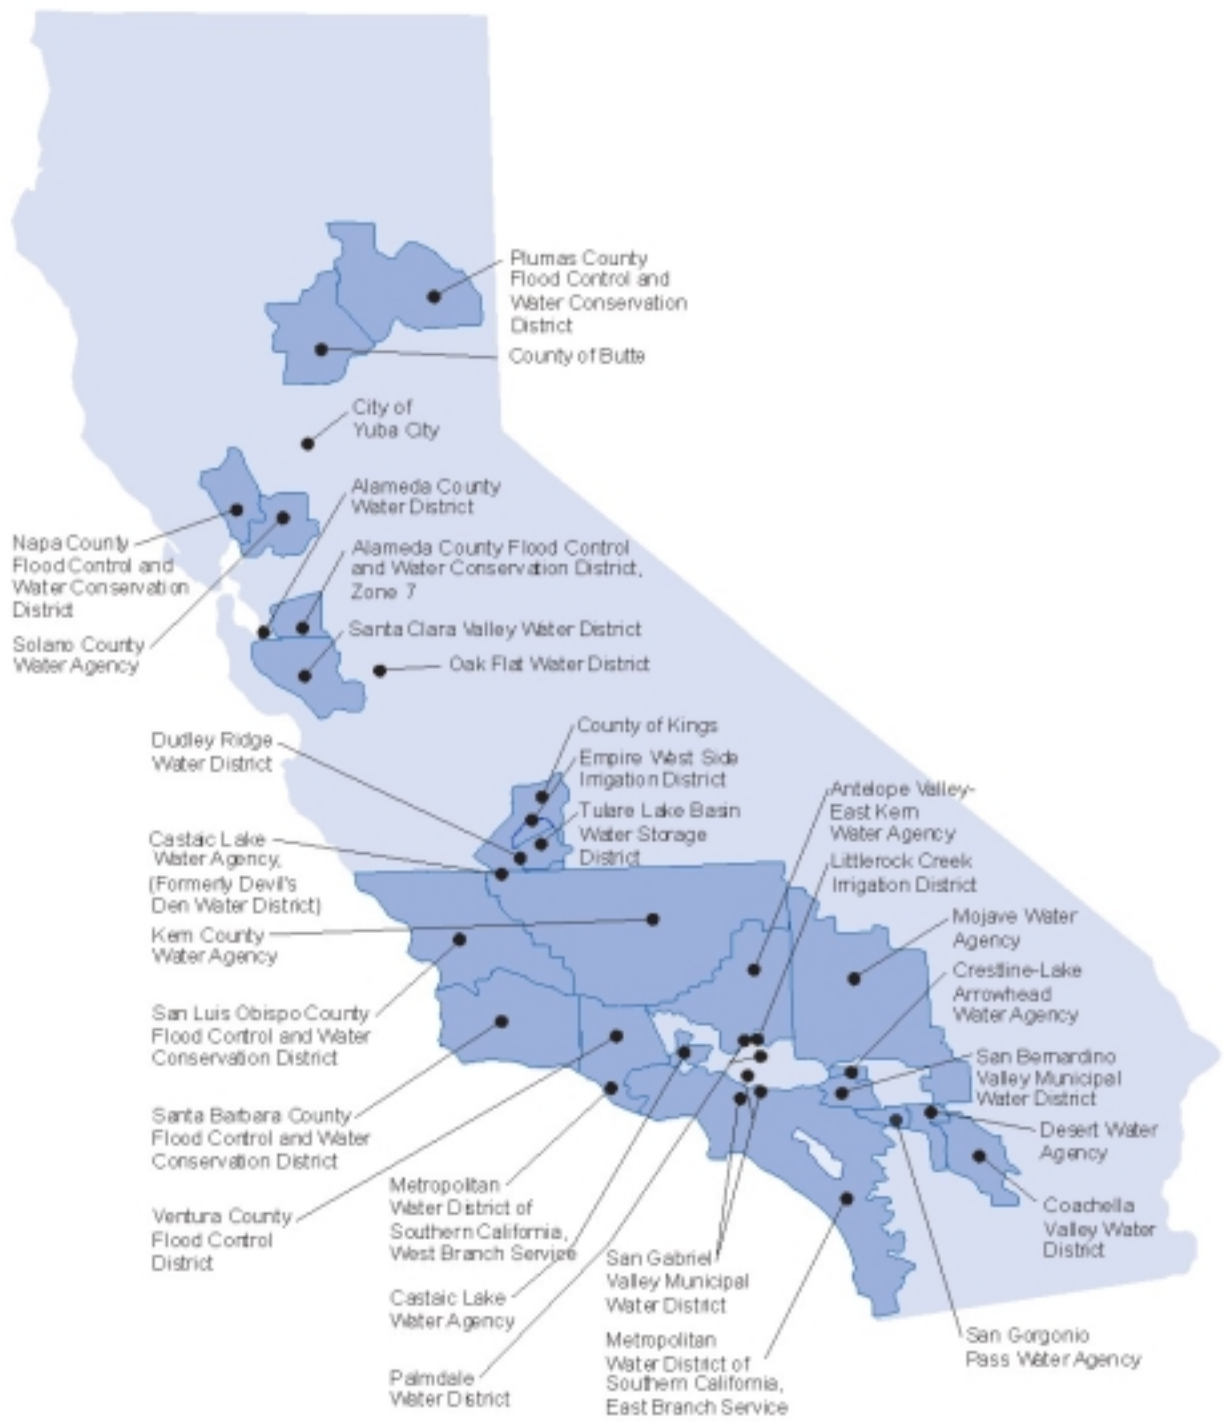 Plumas County
Flood Control and
Water Conservation
District
County of Butte
City of
Yuba City
Alameda County
Water District
Napa County
Flood Control and
Water Conservation
District
Alameda County Flood Control
and Water Conservation District,
Zone 7
Solano County
Water Agency
Santa Clara Valley Water District
Oak Flat Water District
County of Kings
Dudley Ridge
Water District
Empire West Side
Irrigation District
Tulare Lake Basin
Water Storage
District
Antelope Valley-
East Kern
Water Agency
Castaic Lake
Water Agency,
(Formerly Devil's
Den Water District)
Littlerock Creek
Irrigation District
Kern County
Water Agency
Mojave Water
Agency
Crestline-Lake
Arrowhead
Water Agency
San Luis Obispo County
Flood Control and Water
Conservation District
San Bernardino
Valley Municipal
Water District
Santa Barbara County
Flood Control and Water
Conservation District
Desert Water
Agency
Metropolitan
Water District of
Southern California,
West Branch Service
Coachella
Valley Water
District
Ventura County
Flood Control
District
San Gabriel
Valley Municipal
Water District
Castaic Lake
Water Agency
Metropolitan
Water District of
Southern California,
East Branch Service
San Gorgonio
Pass Water Agency
Palmdale
Water District